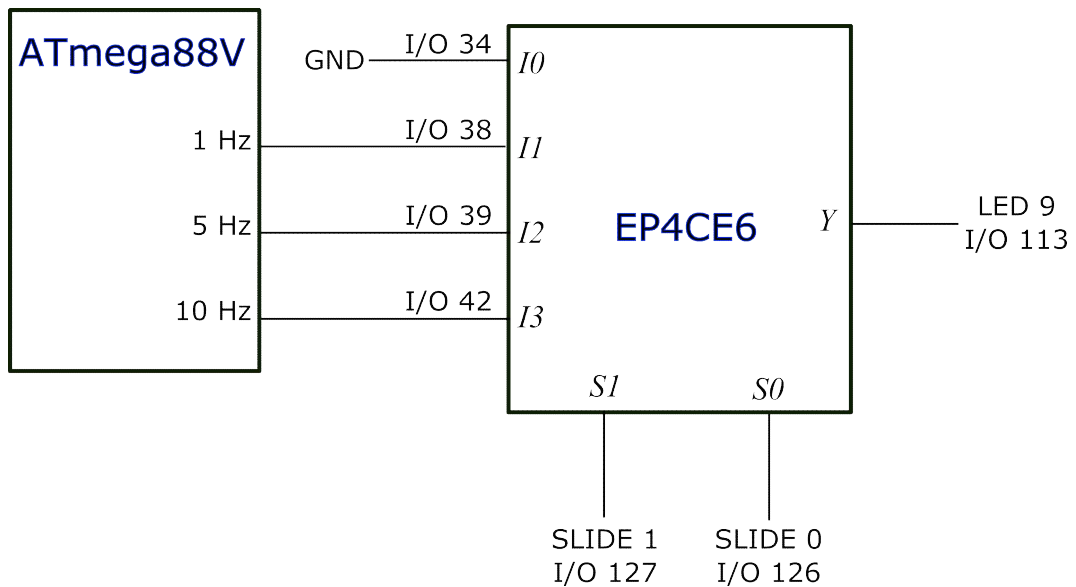 ATmega88V
1 Hz
5 Hz
10 Hz
GND
I/O 34
I/O 38
I/O 39
I/O 42
I0
I1
I2
I3
EP4CE6
Y
S1
S0
LED 9
I/O 113
SLIDE 1
I/O 127
SLIDE 0
I/O 126